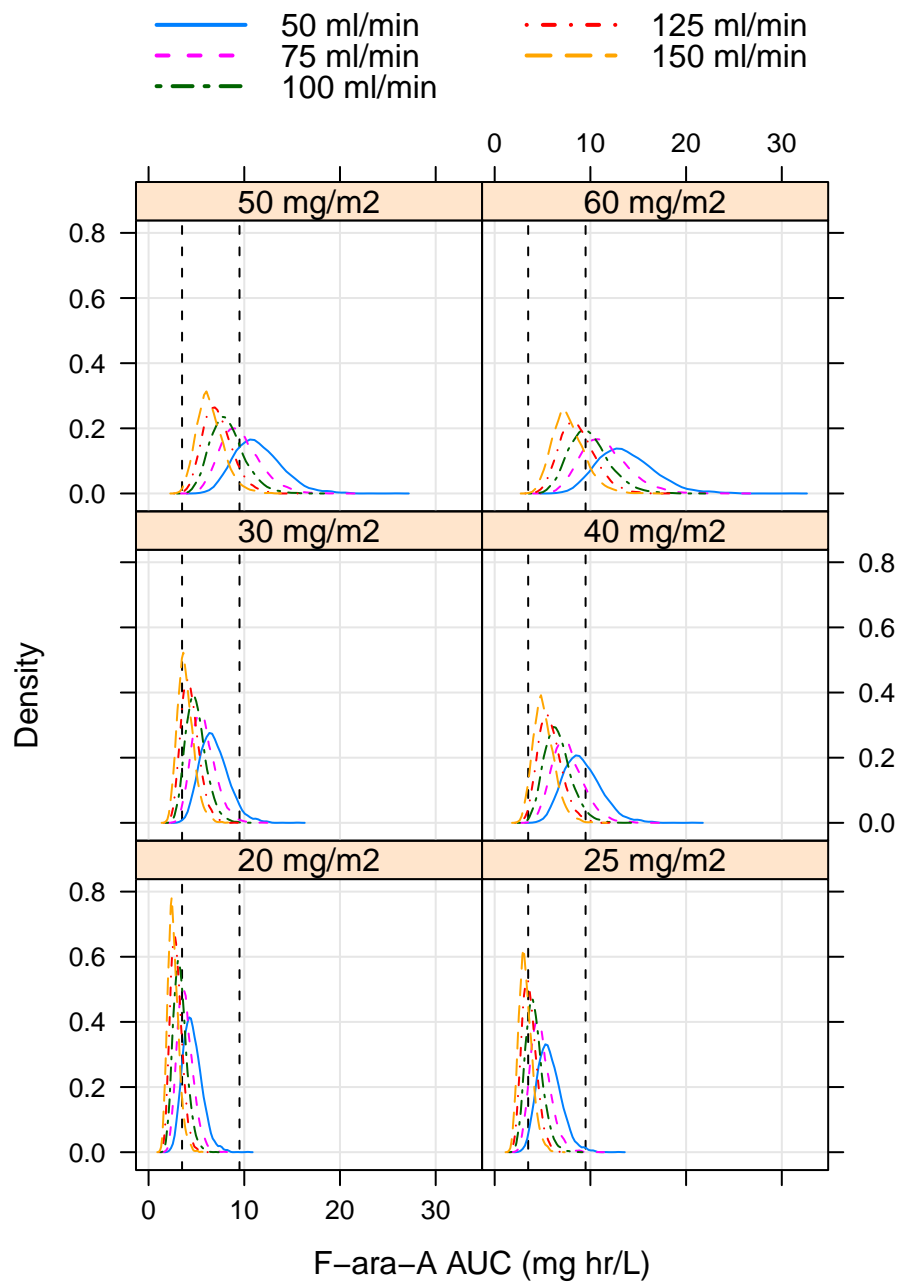 50 ml/min 125 ml/min
75 ml/min 150 ml/min
100 ml/min
0 10 20 30
50 mg/m2 60 mg/m2
0.8
0.6
0.4
0.2
0.0
30 mg/m2 40 mg/m2
0.8
0.6
0.4
0.2
0.0
Density
20 mg/m2 25 mg/m2
0.8
0.6
0.4
0.2
0.0
0 10 20 30
F−ara−A AUC (mg hr/L)